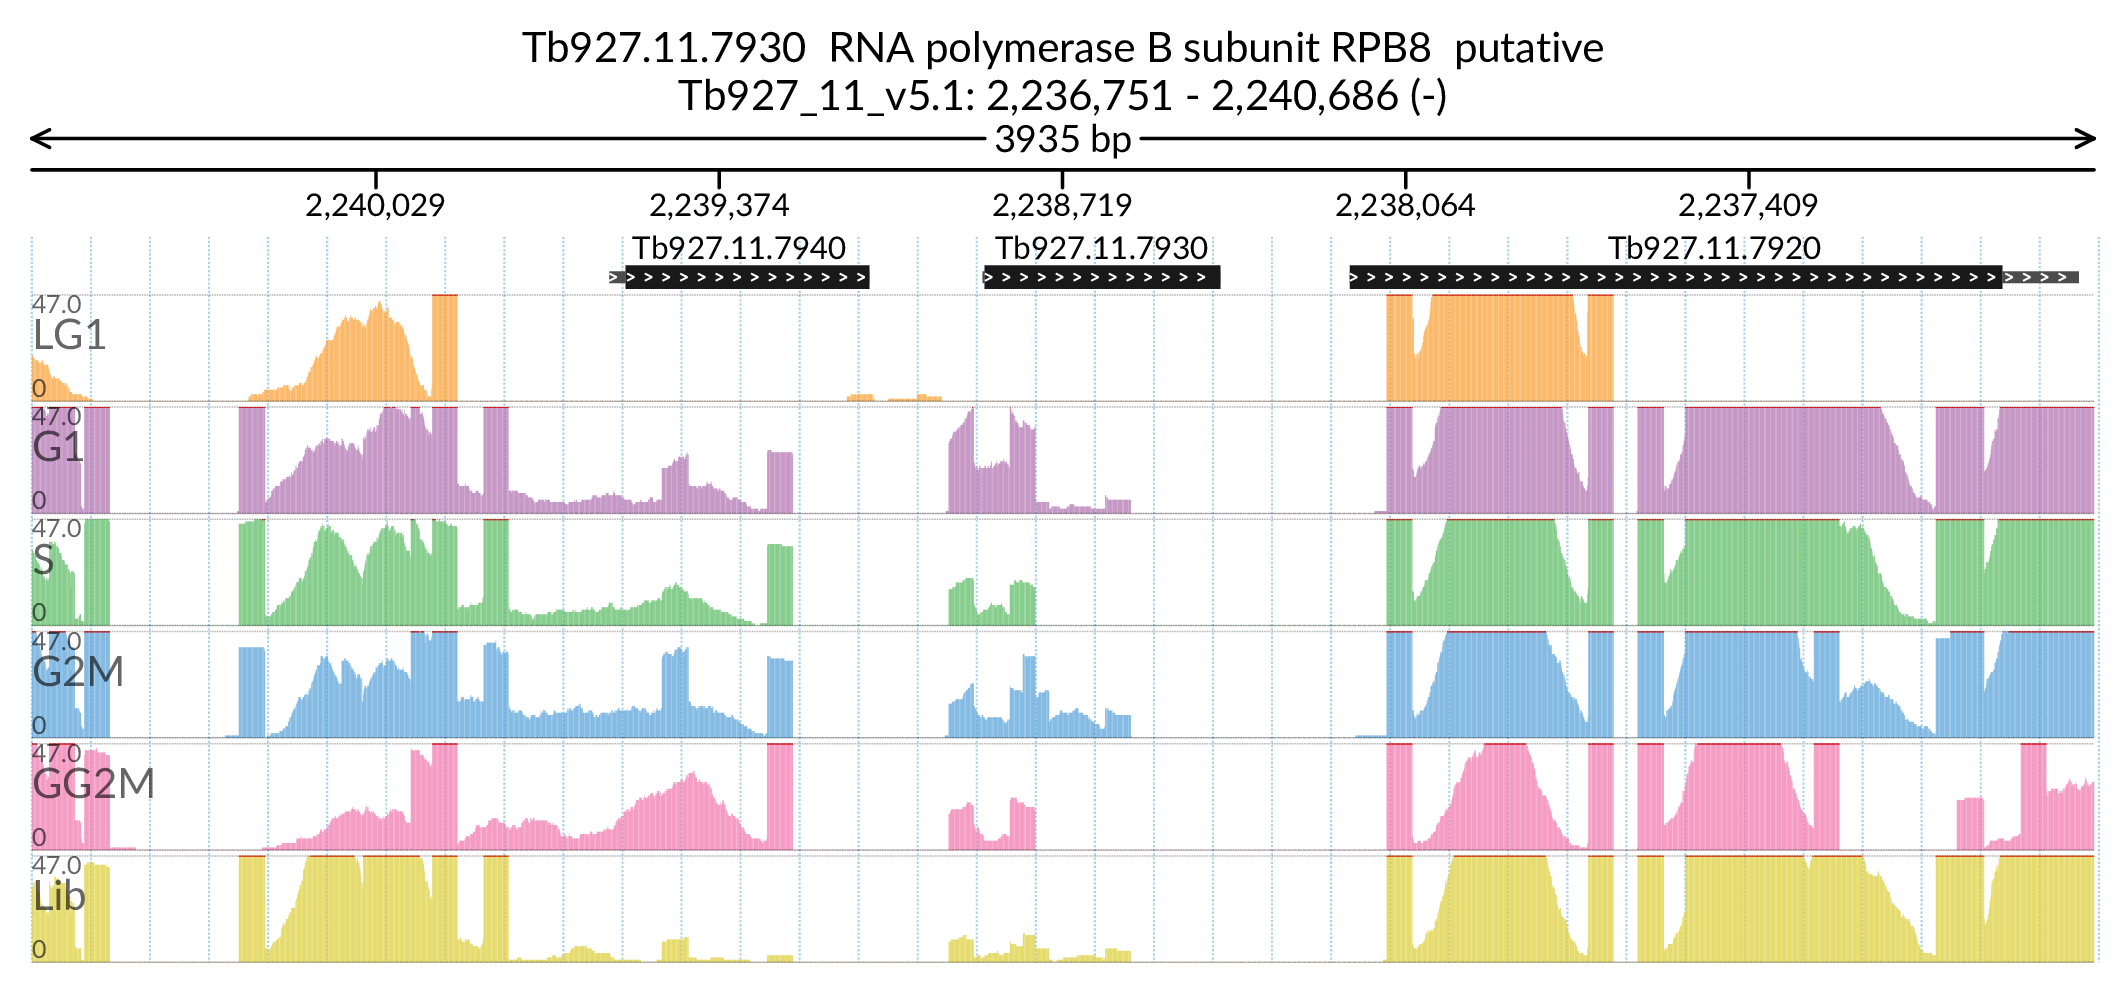 Tb927.11.7930  RNA polymerase B subunit RPB8  putative
Tb927_11_v5.1: 2,236,751 - 2,240,686 (-)
3935 bp
2,240,029 2,239,374 2,238,719 2,238,064 2,237,409
Tb927.11.7940 Tb927.11.7930 Tb927.11.7920
47.0
LG1
0
47.0
G1
0
47.0
S
0
47.0
G2M
0
47.0
GG2M
0
47.0
Lib
0